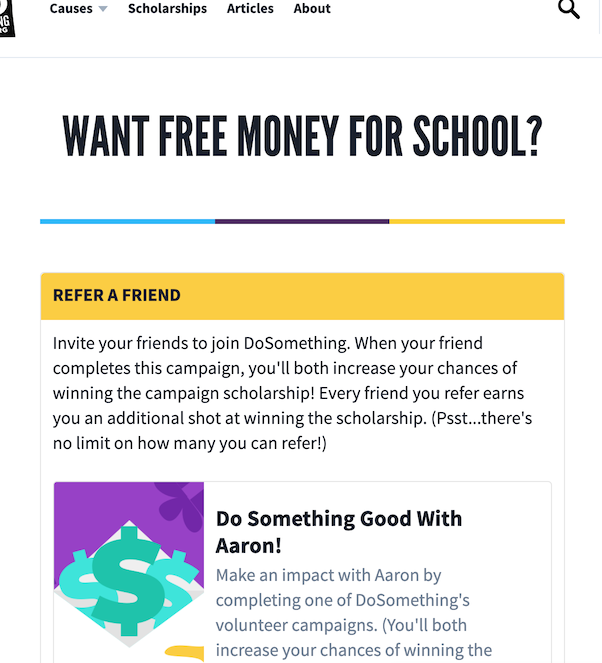 NG
RG
Causes Scholarships Articles About
WANT FREE MONEY FOR SCHOOL?
REFER A FRIEND
Invite your friends to join DoSomething. When your friend
completes this campaign, you'll both increase your chances of
winning the campaign scholarship! Every friend you refer earns
you an additional shot at winning the scholarship. (Psst...there's
no limit on how many you can refer!)
$ $ $
Do Something Good With
Aaron!
Make an impact with Aaron by
completing one of DoSomething's
volunteer campaigns. (You'll both
increase your chances of winning the